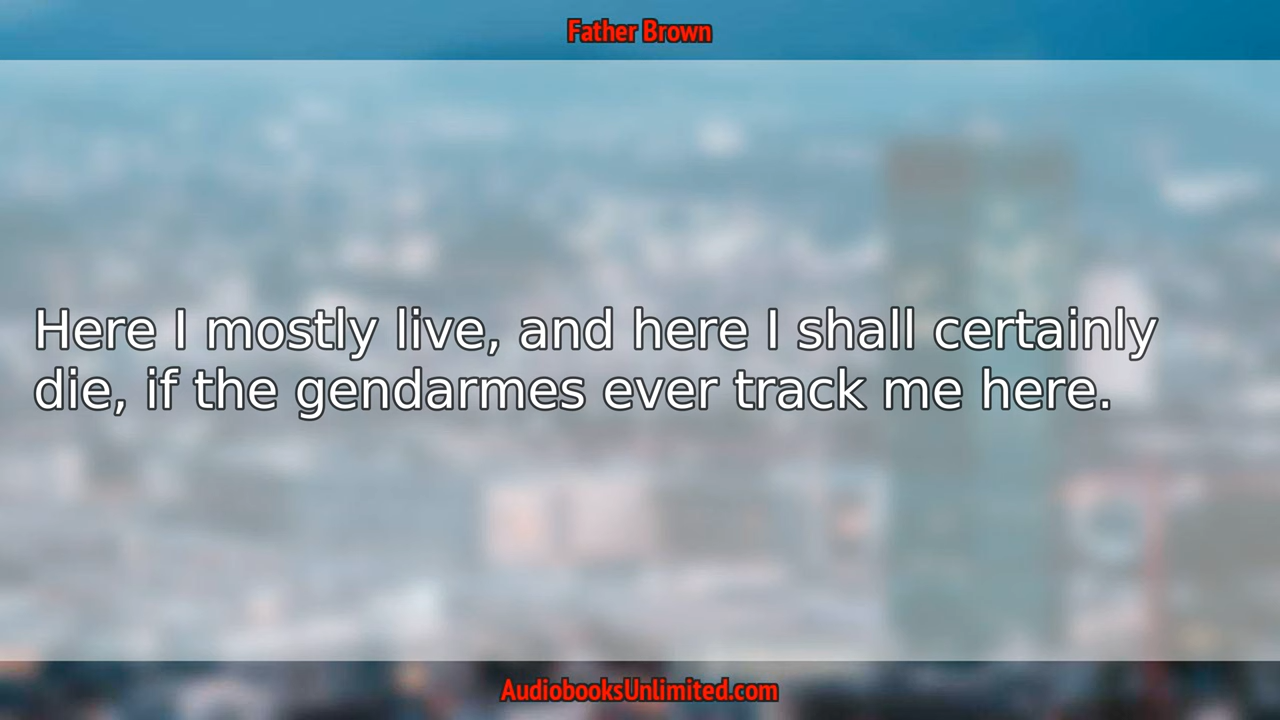 Father Brown
Here I mostly live, and here I shall certainly
die, if the gendarmes ever track me here.
AudiobooksUnlimited.com